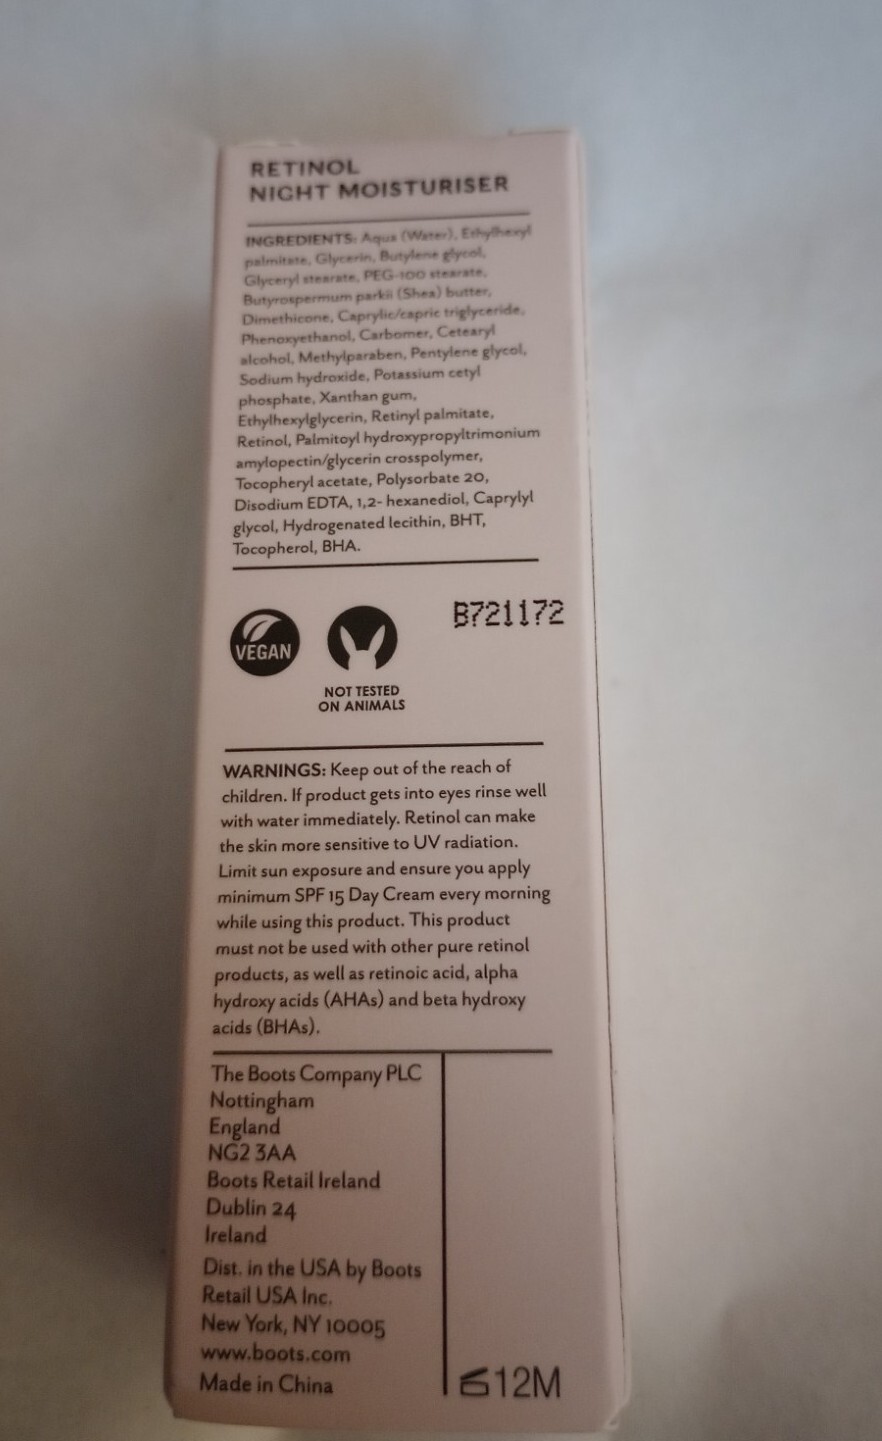 RETINOL
NIGHT MOISTURISER
INGREDIENTS: Aqua (Water), Ethylhexyl
palmitate, Glycerin, Butylene glycol,
Glyceryl stearate, PEG-100 stearate,
Butyrospermum parkii (Shea) butter,
Dimethicone, Caprylic/capric triglyceride,
Phenoxyethanol, Carbomer, Cetearyl
alcohol, Methylparaben, Pentylene glycol,
Sodium hydroxide, Potassium cetyl
phosphate, Xanthan gum,
Ethylhexylglycerin, Retinyl palmitate,
Retinol, Palmitoyl hydroxypropyltrimonium
amylopectin/glycerin crosspolymer,
Tocopheryl acetate, Polysorbate 20,
Disodium EDTA, 1,2- hexanediol, Caprylyl
glycol, Hydrogenated lecithin, BHT,
Tocopherol, BHA.
VEGAN
NOT TESTED
ON ANIMALS
B721172
WARNINGS: Keep out of the reach of
children. If product gets into eyes rinse well
with water immediately. Retinol can make
the skin more sensitive to UV radiation.
Limit sun exposure and ensure you apply
minimum SPF 15 Day Cream every morning
while using this product. This product
must not be used with other pure retinol
products, as well as retinoic acid, alpha
hydroxy acids (AHAs) and beta hydroxy
acids (BHAs).
The Boots Company PLC
Nottingham
England
NG2 3AA
Boots Retail Ireland
Dublin 24
Ireland
Dist. in the USA by Boots
Retail USA Inc.
New York, NY 10005
www.boots.com
Made in China
12M